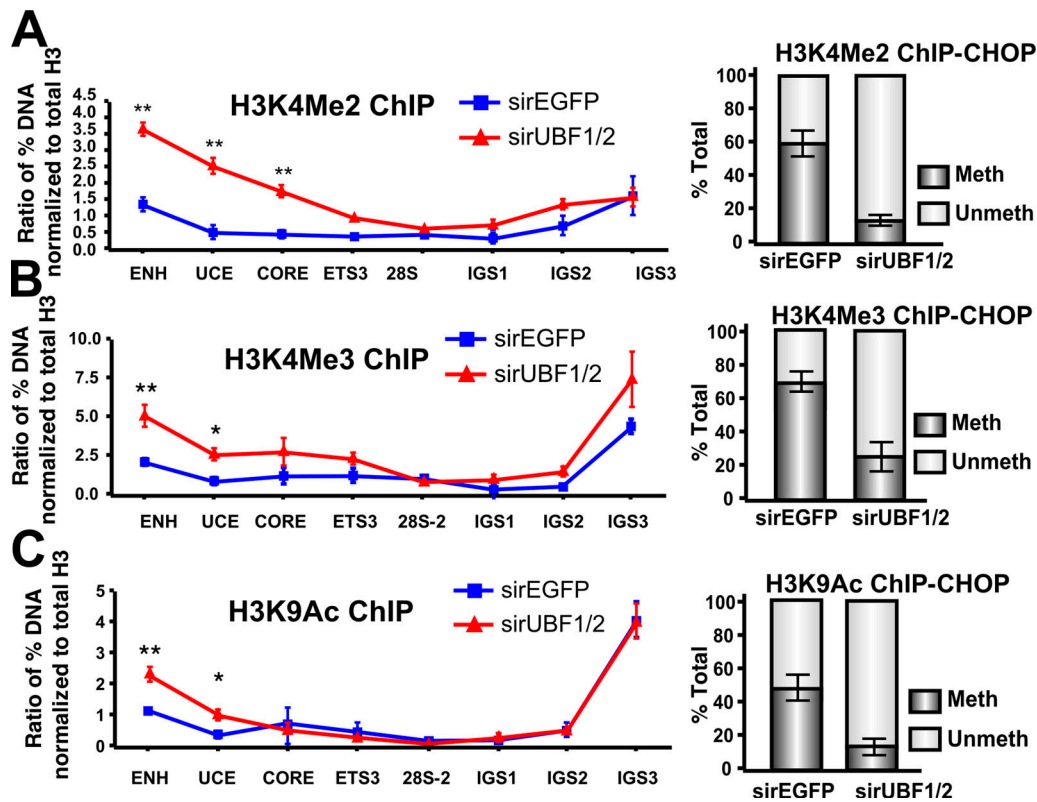 A
Ratio of % DNA
normalized to total H3
4.5
4.0
3.5
3.0
2.5
2.0
1.5
1.0
0.5
0.0
H3K4Me2 ChIP
sirEGFP
sirUBF1/2
**
**
**
ENH UCE CORE ETS3 28S IGS1 IGS2 IGS3
H3K4Me2 ChIP-CHOP
% Total
100
80
60
40
20
0
Meth
Unmeth
sirEGFP sirUBF1/2
B
Ratio of % DNA
normalized to total H3
10.0
7.5
5.0
2.5
0.0
H3K4Me3 ChIP
sirEGFP
sirUBF1/2
**
*
ENH UCE CORE ETS3 28S-2 IGS1 IGS2 IGS3
H3K4Me3 ChIP-CHOP
% Total
100
80
60
40
20
0
Meth
Unmeth
sirEGFP sirUBF1/2
C
Ratio of % DNA
normalized to total H3
5
4
3
2
1
0
H3K9Ac ChIP
sirEGFP
sirUBF1/2
**
*
ENH UCE CORE ETS3 28S-2 IGS1 IGS2 IGS3
H3K9Ac ChIP-CHOP
% Total
100
80
60
40
20
0
Meth
Unmeth
sirEGFP sirUBF1/2